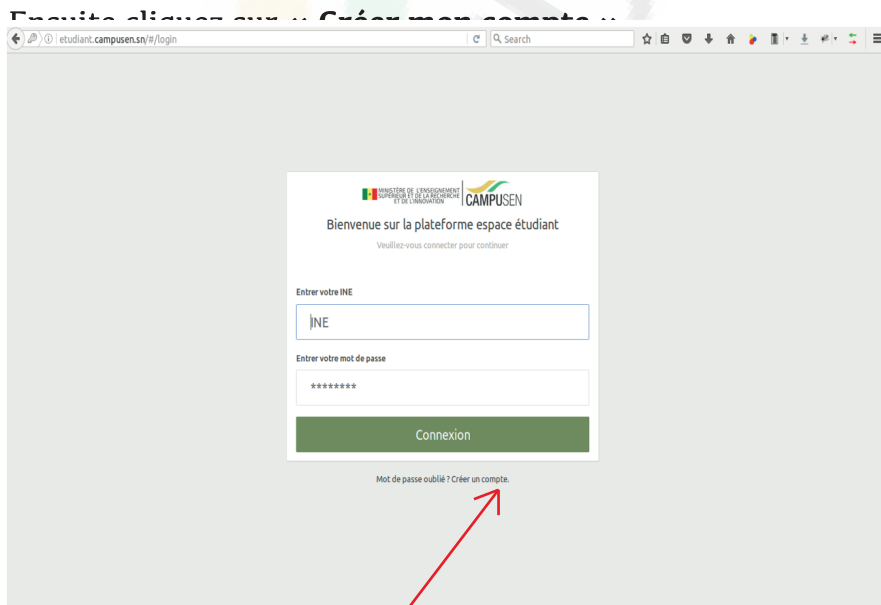 Ensuite cliquez sur « Créer mon compte »
etudiant.campusen.sn/#/login
Search
MINISTÈRE DE L'ENSEIGNEMENT
SUPÉRIEUR ET DE LA RECHERCHE
ET DE L'INNOVATION
CAMPUSEN
Bienvenue sur la plateforme espace étudiant
Veuillez-vous connecter pour continuer
Entrer votre INE
INE
Entrer votre mot de passe
********
Connexion
Mot de passe oublié ? Créer un compte.